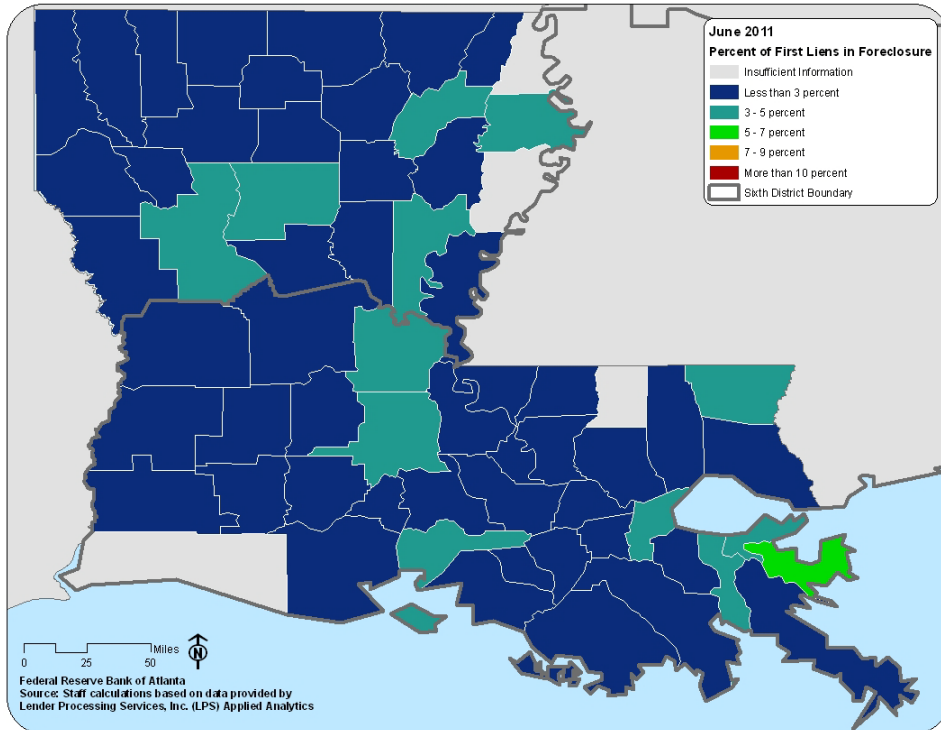 June 2011
Percent of First Liens in Foreclosure
Insufficient Information
Less than 3 percent
3 - 5 percent
5 - 7 percent
7 - 9 percent
More than 10 percent
Sixth District Boundary
Miles
0 25 50
N
Federal Reserve Bank of Atlanta
Source: Staff calculations based on data provided by
Lender Processing Services, Inc. (LPS) Applied Analytics